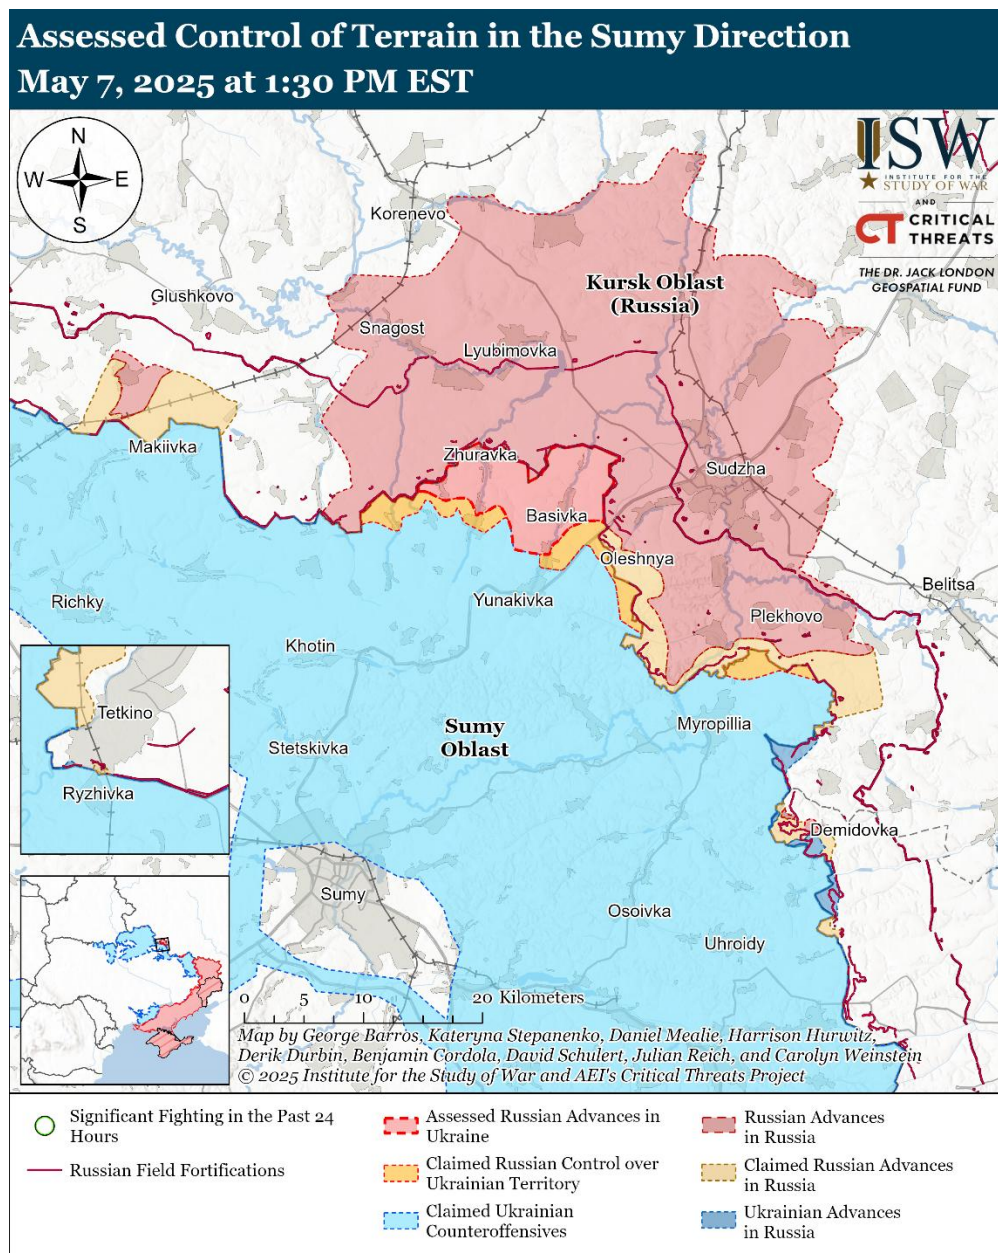 Assessed Control of Terrain in the Sumy Direction
May 7, 2025 at 1:30 PM EST
N
W E
S
ISW
INSTITUTE FOR THE
STUDY OF WAR
AND
CT CRITICAL
THREATS
THE DR. JACK LONDON
GEOSPATIAL FUND
Korenevo
Kursk Oblast
(Russia)
Glushkovo
Snagost
Lyubimovka
Makiivka
Zhuravka
Sudzha
Basivka
Oleshnya
Belitsa
Richky
Yunakivka
Plekhovo
Khotin
Tetkino
Ryzhivka
Myropillia
Sumy
Oblast
Stetskivka
Demidovka
Sumy
Osoivka
Uhroidy
0 5 10 20 Kilometers
Map by George Barros, Kateryna Stepanenko, Daniel Mealie, Harrison Hurwitz,
Derik Durbin, Benjamin Cordola, David Schulert, Julian Reich, and Carolyn Weinstein
© 2025 Institute for the Study of War and AEI's Critical Threats Project
Significant Fighting in the Past 24
Hours
Russian Field Fortifications
Assessed Russian Advances in
Ukraine
Claimed Russian Control over
Ukrainian Territory
Claimed Ukrainian
Counteroffensives
Russian Advances
in Russia
Claimed Russian Advances
in Russia
Ukrainian Advances
in Russia